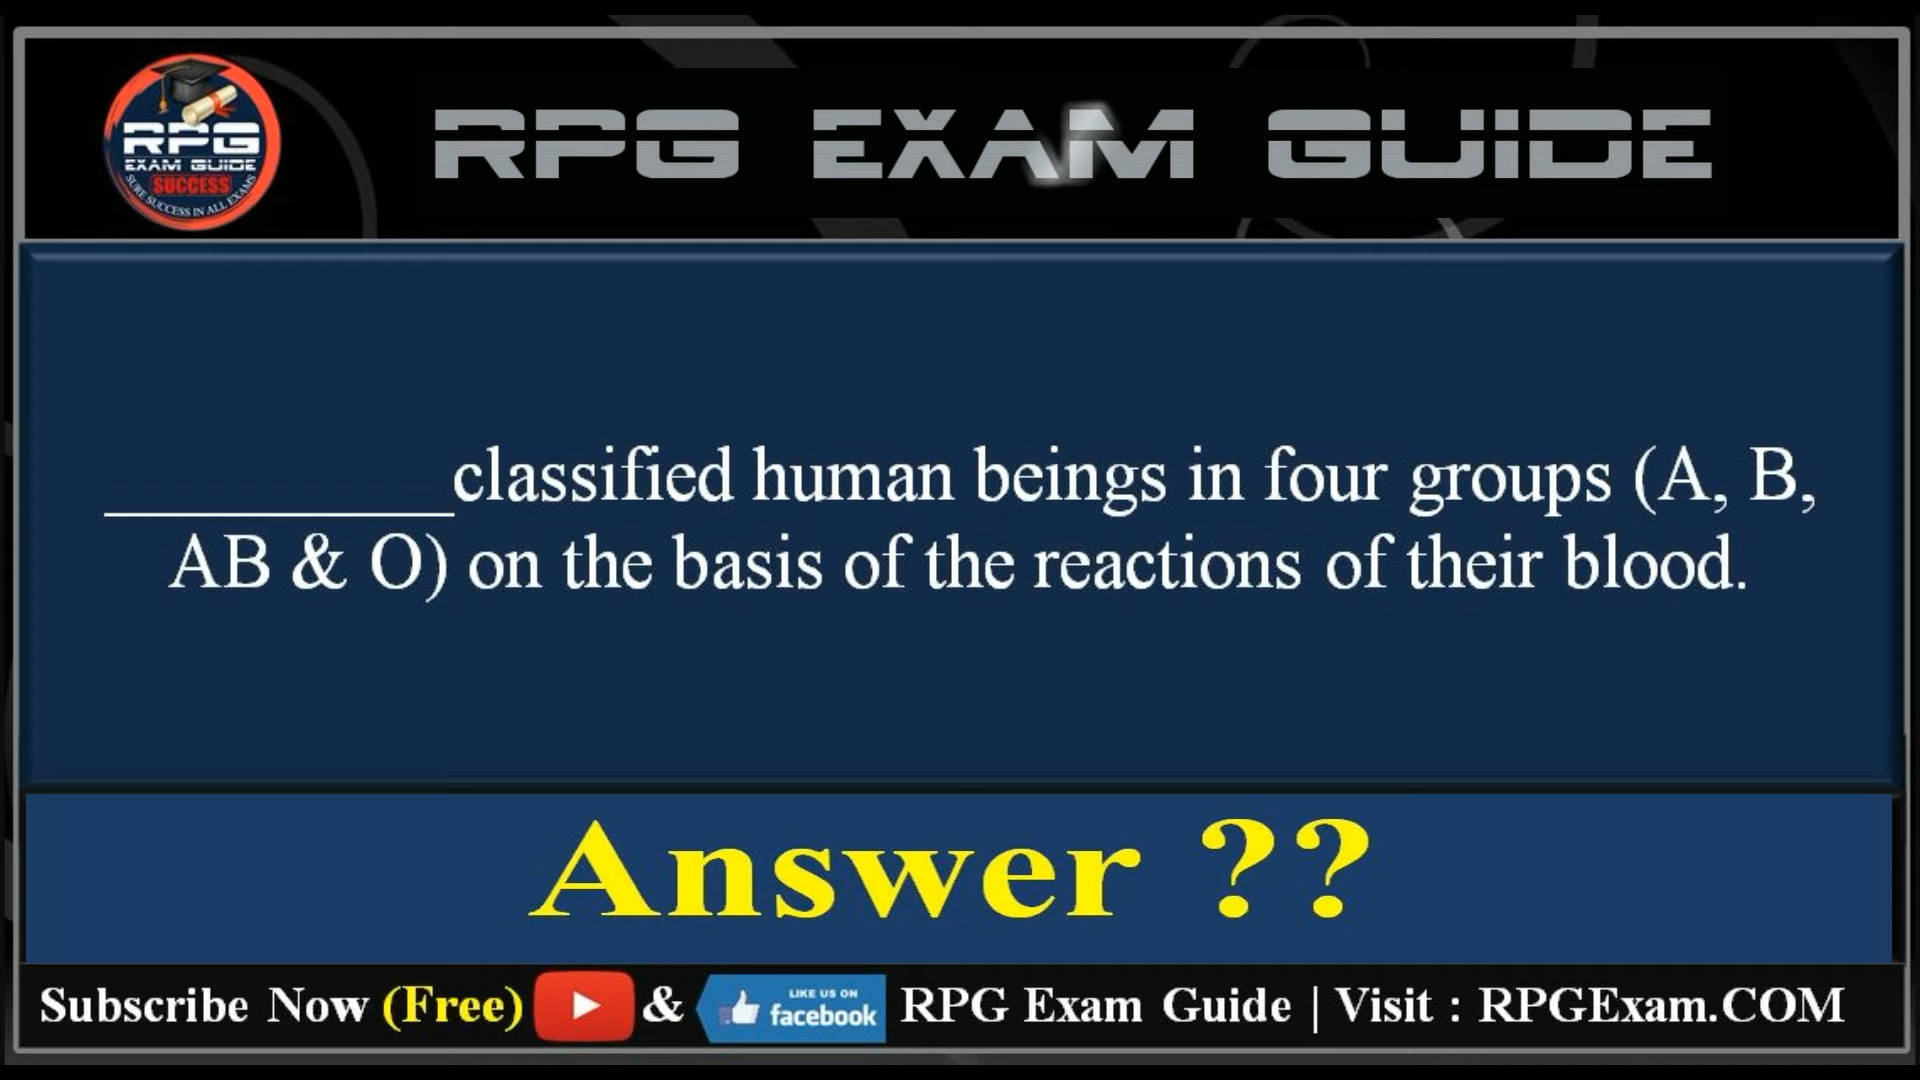 RPG
EXAM GUIDE
SUCCESS
SURE SUCCESS IN ALL EXAMS
RPG EXAM GUIDE
__________classified human beings in four groups (A, B,
AB & O) on the basis of the reactions of their blood.
Answer ??
Subscribe Now (Free) & LIKE US ON facebook RPG Exam Guide | Visit : RPGExam.COM